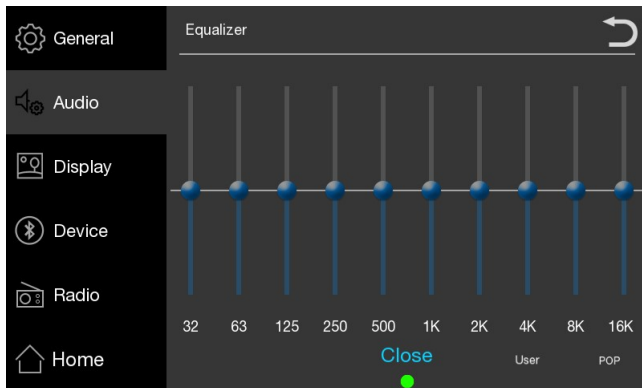 General
Audio
Display
Device
Radio
Home
Equalizer
32 63 125 250 500 1K 2K 4K 8K 16K
Close User POP